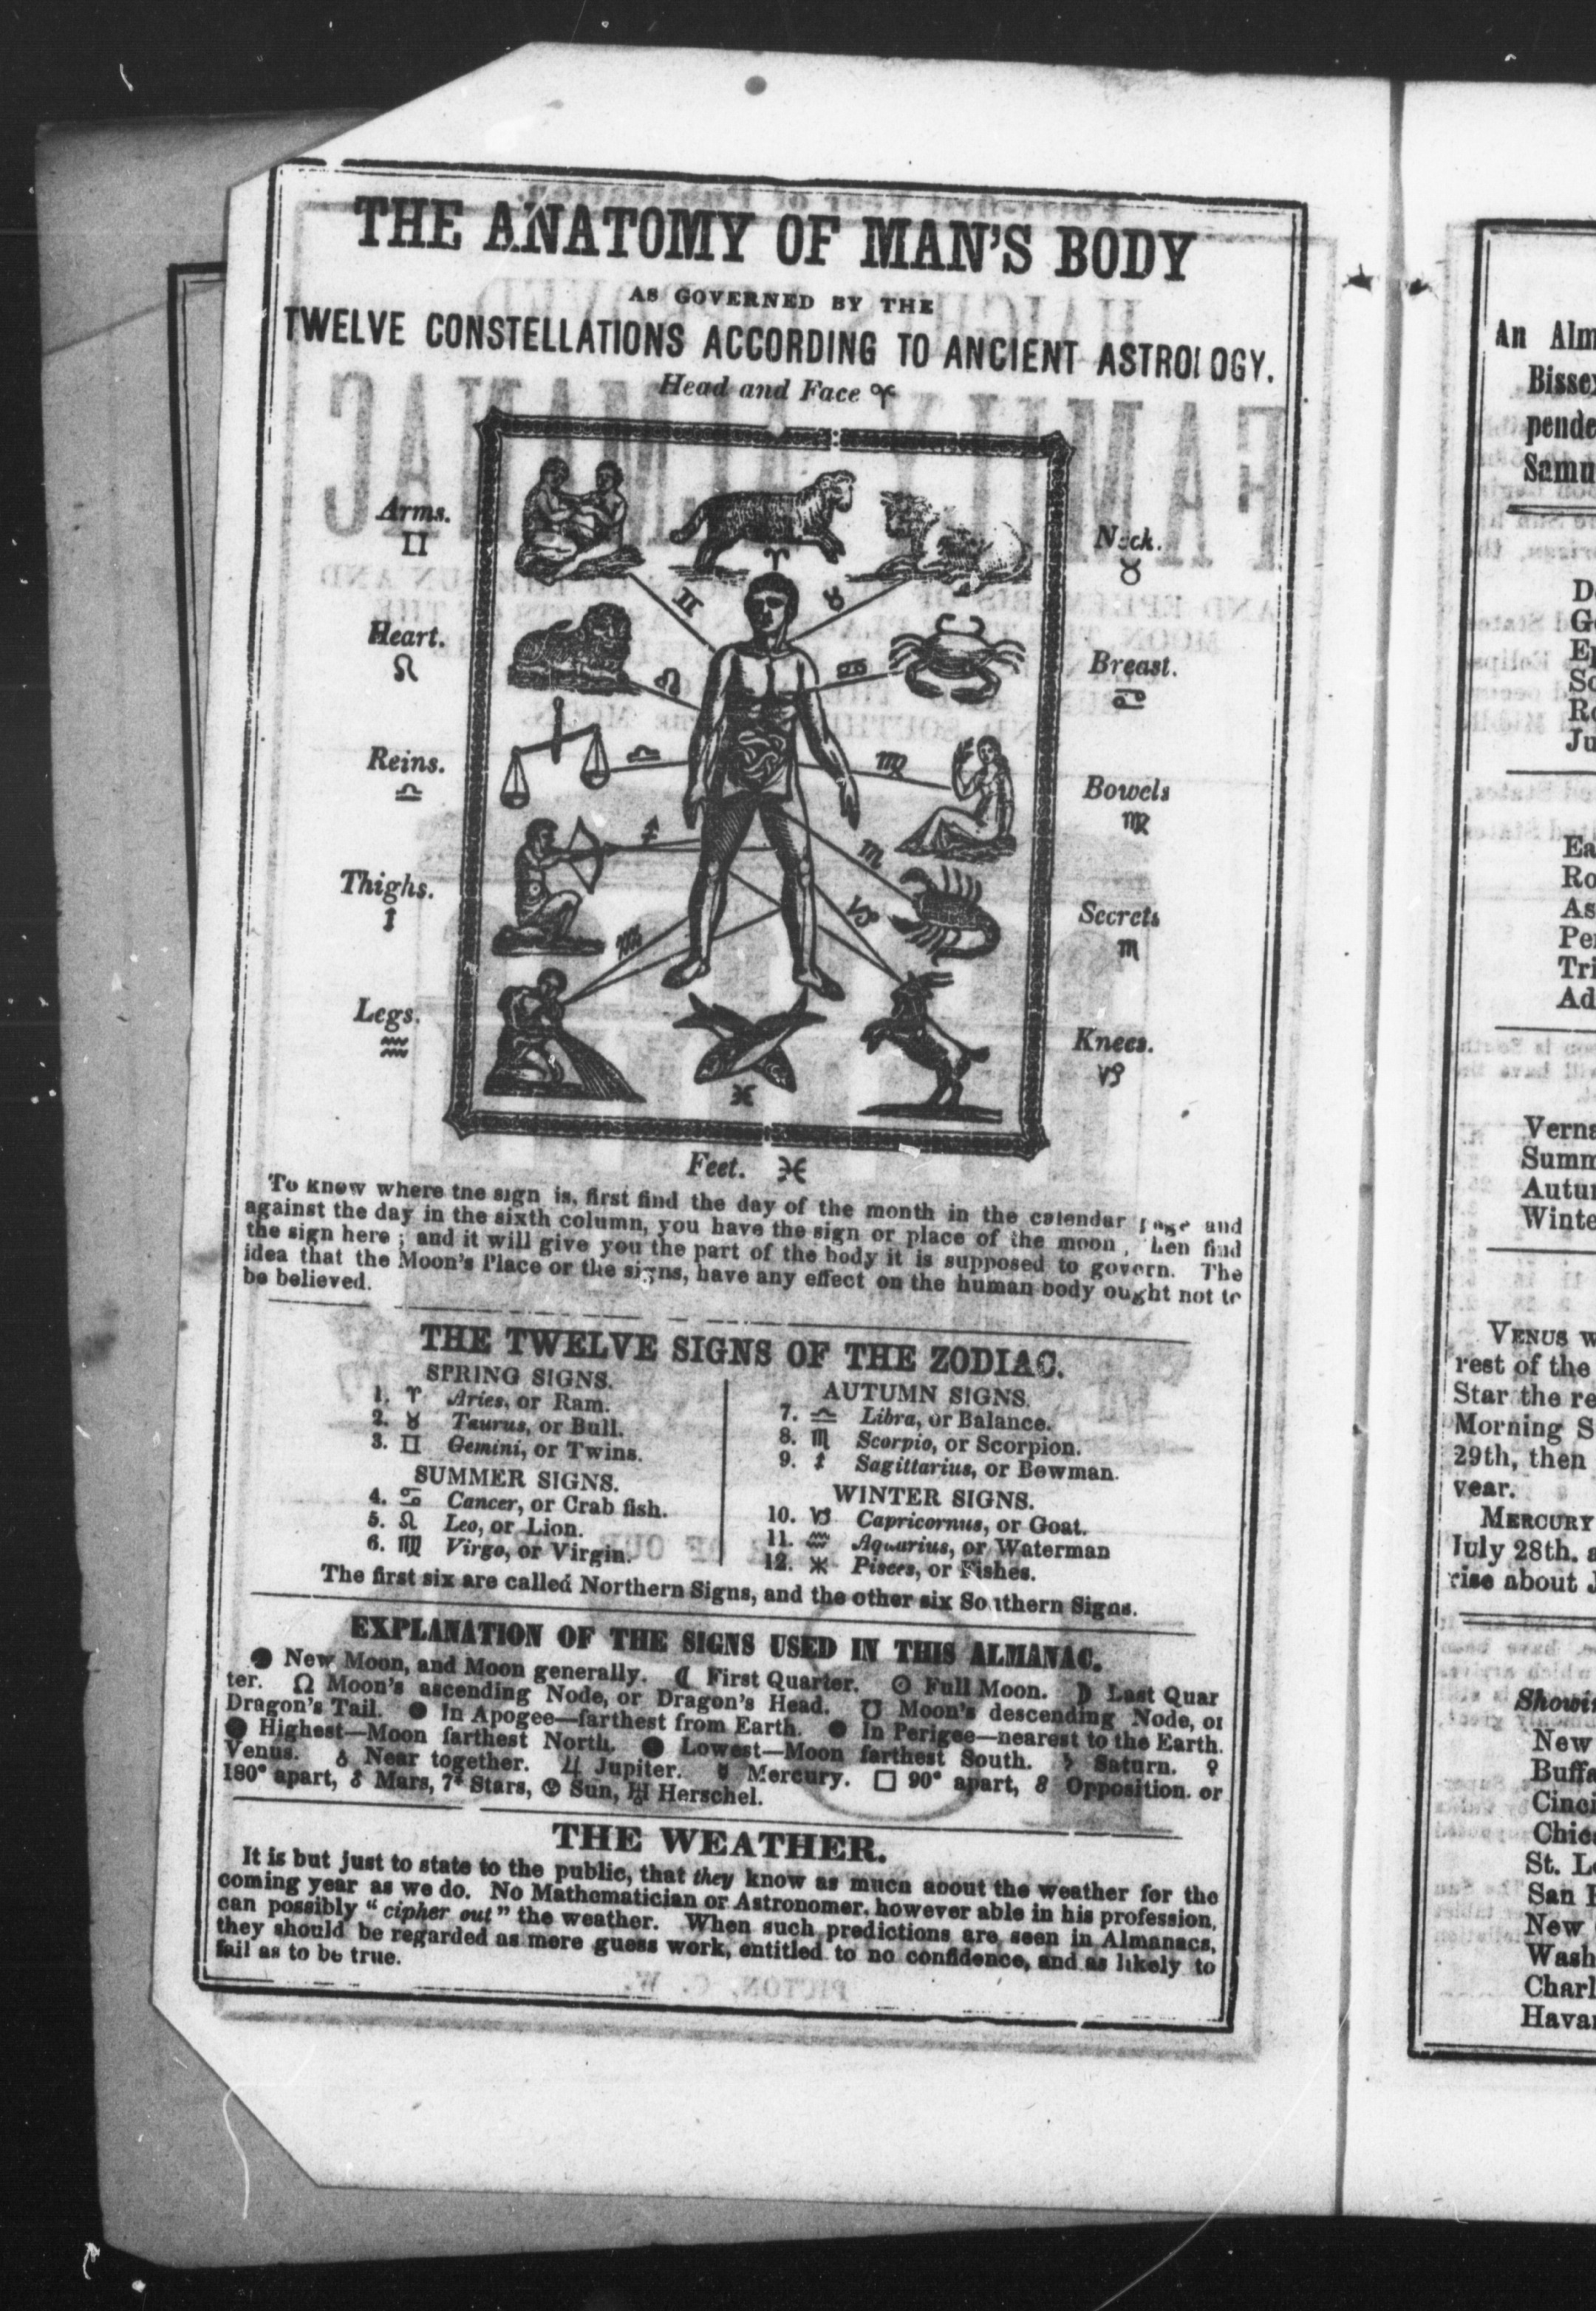 THE ANATOMY OF MAN'S BODY
AS GOVERNED BY THE
TWELVE CONSTELLATIONS ACCORDING TO ANCIENT ASTROLOGY.
Head and Face ♈
Arms.
♊
Neck.
♉
Heart.
♌
Breast.
♋
Reins.
♎
Bowels
♍
Thighs.
♐
Secrets
♏
Legs.
♒
Knees.
♑
Feet. ♓
To know where the sign is, first find the day of the month in the calendar page and
against the day in the sixth column, you have the sign or place of the moon, then find
the sign here; and it will give you the part of the body it is supposed to govern. The
idea that the Moon's Place or the signs, have any effect on the human body ought not to
be believed.
THE TWELVE SIGNS OF THE ZODIAC.
SPRING SIGNS.
1. ♈ Aries, or Ram.
2. ♉ Taurus, or Bull.
3. ♊ Gemini, or Twins.
SUMMER SIGNS.
4. ♋ Cancer, or Crab fish.
5. ♌ Leo, or Lion.
6. ♍ Virgo, or Virgin.
AUTUMN SIGNS.
7. ♎ Libra, or Balance.
8. ♏ Scorpio, or Scorpion.
9. ♐ Sagittarius, or Bowman.
WINTER SIGNS.
10. ♑ Capricornus, or Goat.
11. ♒ Aquarius, or Waterman
12. ♓ Pisces, or Fishes.
The first six are called Northern Signs, and the other six Southern Signs.
EXPLANATION OF THE SIGNS USED IN THIS ALMANAC.
● New Moon, and Moon generally. ☾ First Quarter. ○ Full Moon. ☽ Last Quar
ter. ☊ Moon's ascending Node, or Dragon's Head. ☋ Moon's descending Node, or
Dragon's Tail. ● In Apogee—farthest from Earth. ● In Perigee—nearest to the Earth.
● Highest—Moon farthest North. ● Lowest—Moon farthest South. ♄ Saturn. ♀
Venus. ☌ Near together. ♃ Jupiter. ☿ Mercury. □ 90° apart, ☍ Opposition. or
180° apart, ♂ Mars, 7* Stars, ☉ Sun, ♅ Herschel.
THE WEATHER.
It is but just to state to the public, that they know as much about the weather for the
coming year as we do. No Mathematician or Astronomer, however able in his profession,
can possibly "cipher out" the weather. When such predictions are seen in Almanacs,
they should be regarded as mere guess work, entitled to no confidence, and as likely to
fail as to be true.
An Alm
Bisse
pende
Samu
Ea
Ro
As
Pe
Tri
Ad
Verna
Summ
Autu
Winte
VENUS w
rest of the
Star the re
Morning S
29th, then
year.
MERCURY
July 28th. a
rise about J
Showi
New
Buffa
Cinci
Chic
St. L
San
New
Wash
Charl
Hava